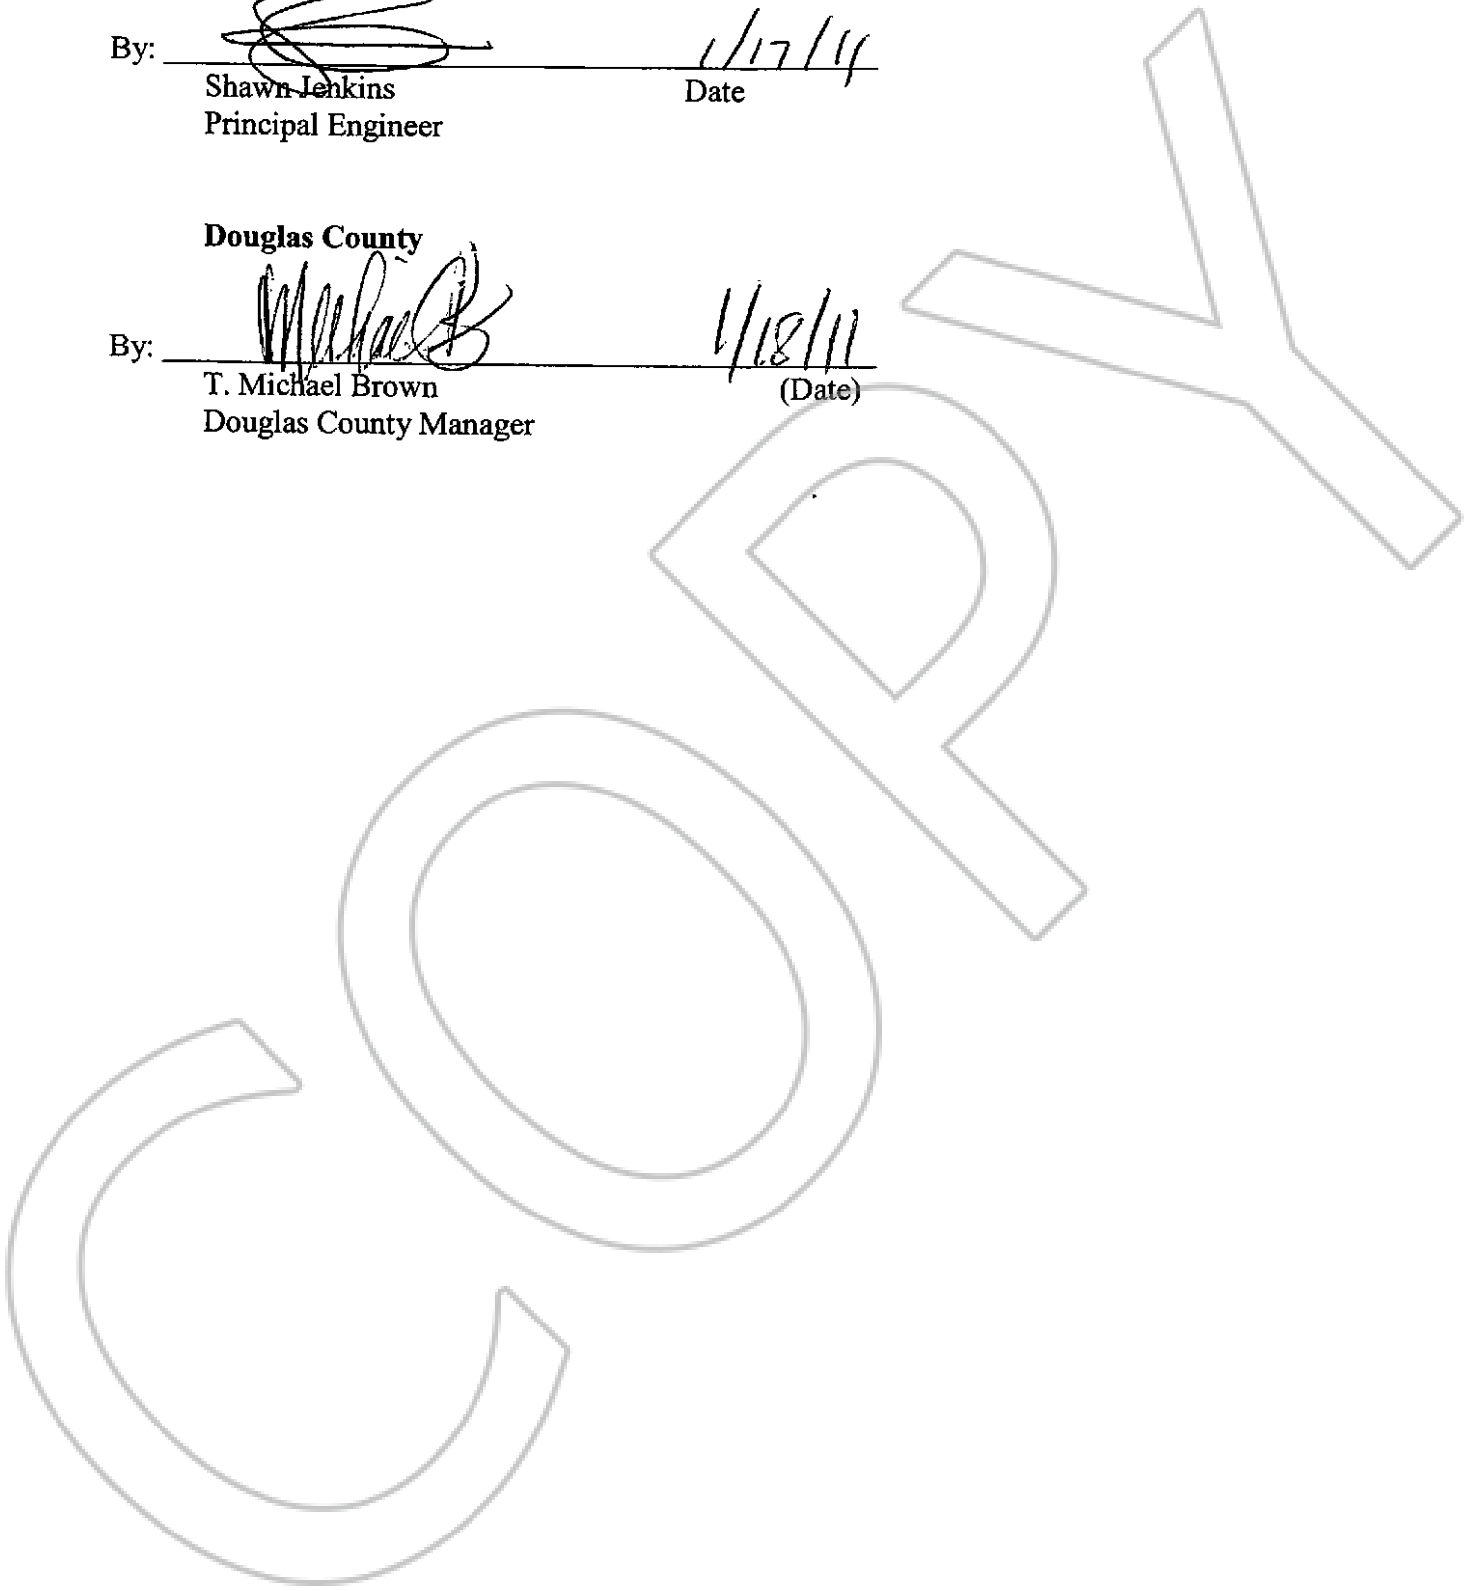 By: 1/17/11
Shawn Jenkins Date
Principal Engineer
Douglas County
By: 1/18/11
T. Michael Brown (Date)
Douglas County Manager
COPY